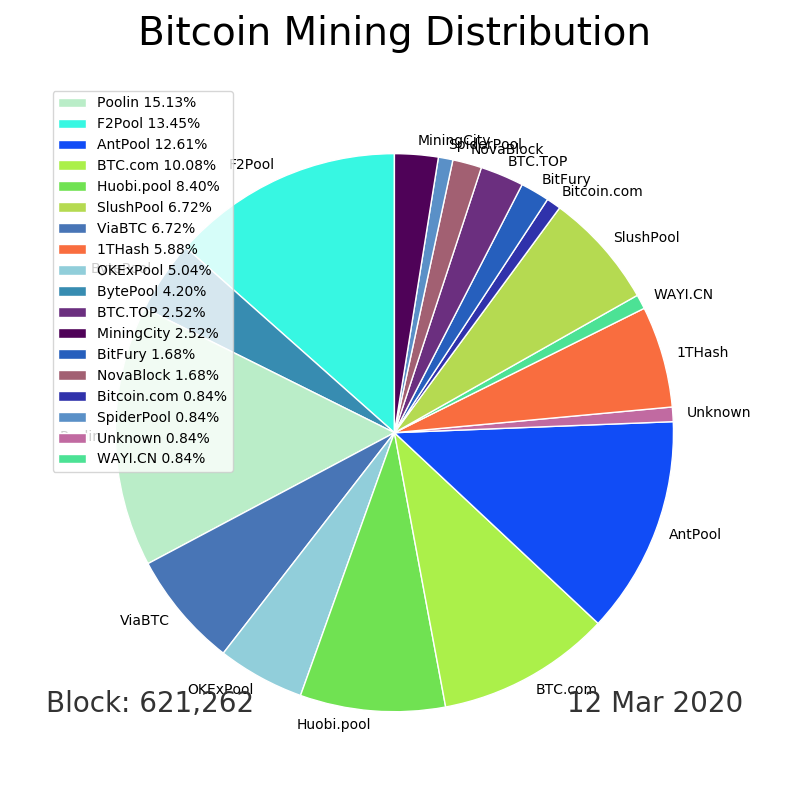 Bitcoin Mining Distribution
Poolin 15.13%
F2Pool 13.45%
AntPool 12.61%
BTC.com 10.08%
Huobi.pool 8.40%
SlushPool 6.72%
ViaBTC 6.72%
1THash 5.88%
OKExPool 5.04%
BytePool 4.20%
BTC.TOP 2.52%
MiningCity 2.52%
BitFury 1.68%
NovaBlock 1.68%
Bitcoin.com 0.84%
SpiderPool 0.84%
Unknown 0.84%
WAYI.CN 0.84%
MiningCity
SpiderPool
NovaBlock
BTC.TOP
BitFury
Bitcoin.com
SlushPool
WAYI.CN
1THash
Unknown
AntPool
BTC.com
Huobi.pool
OKExPool
ViaBTC
Poolin
F2Pool
Block: 621,262
12 Mar 2020